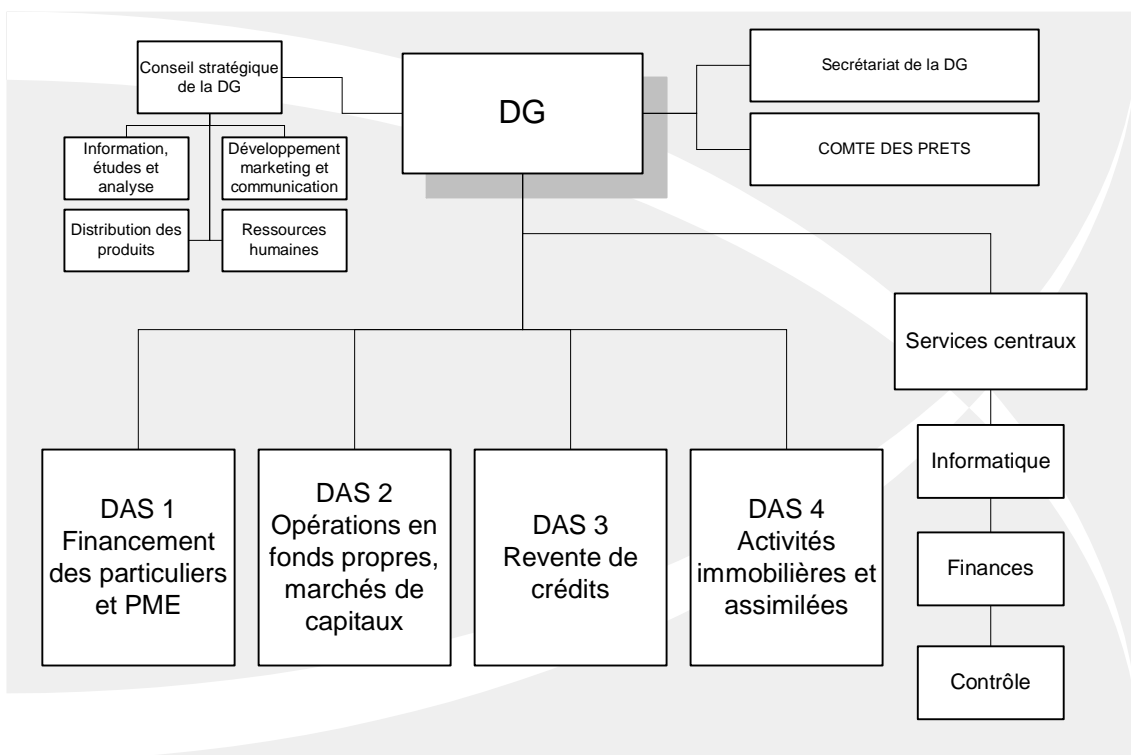 Conseil stratégique
de la DG
DG
Secrétariat de la DG
COMTE DES PRETS
Information,
études et
analyse
Développement
marketing et
communication
Distribution des
produits
Ressources
humaines
Services centraux
DAS 1
Financement
des particuliers
et PME
DAS 2
Opérations en
fonds propres,
marchés de
capitaux
DAS 3
Revente de
crédits
DAS 4
Activités
immobilières et
assimilées
Informatique
Finances
Contrôle